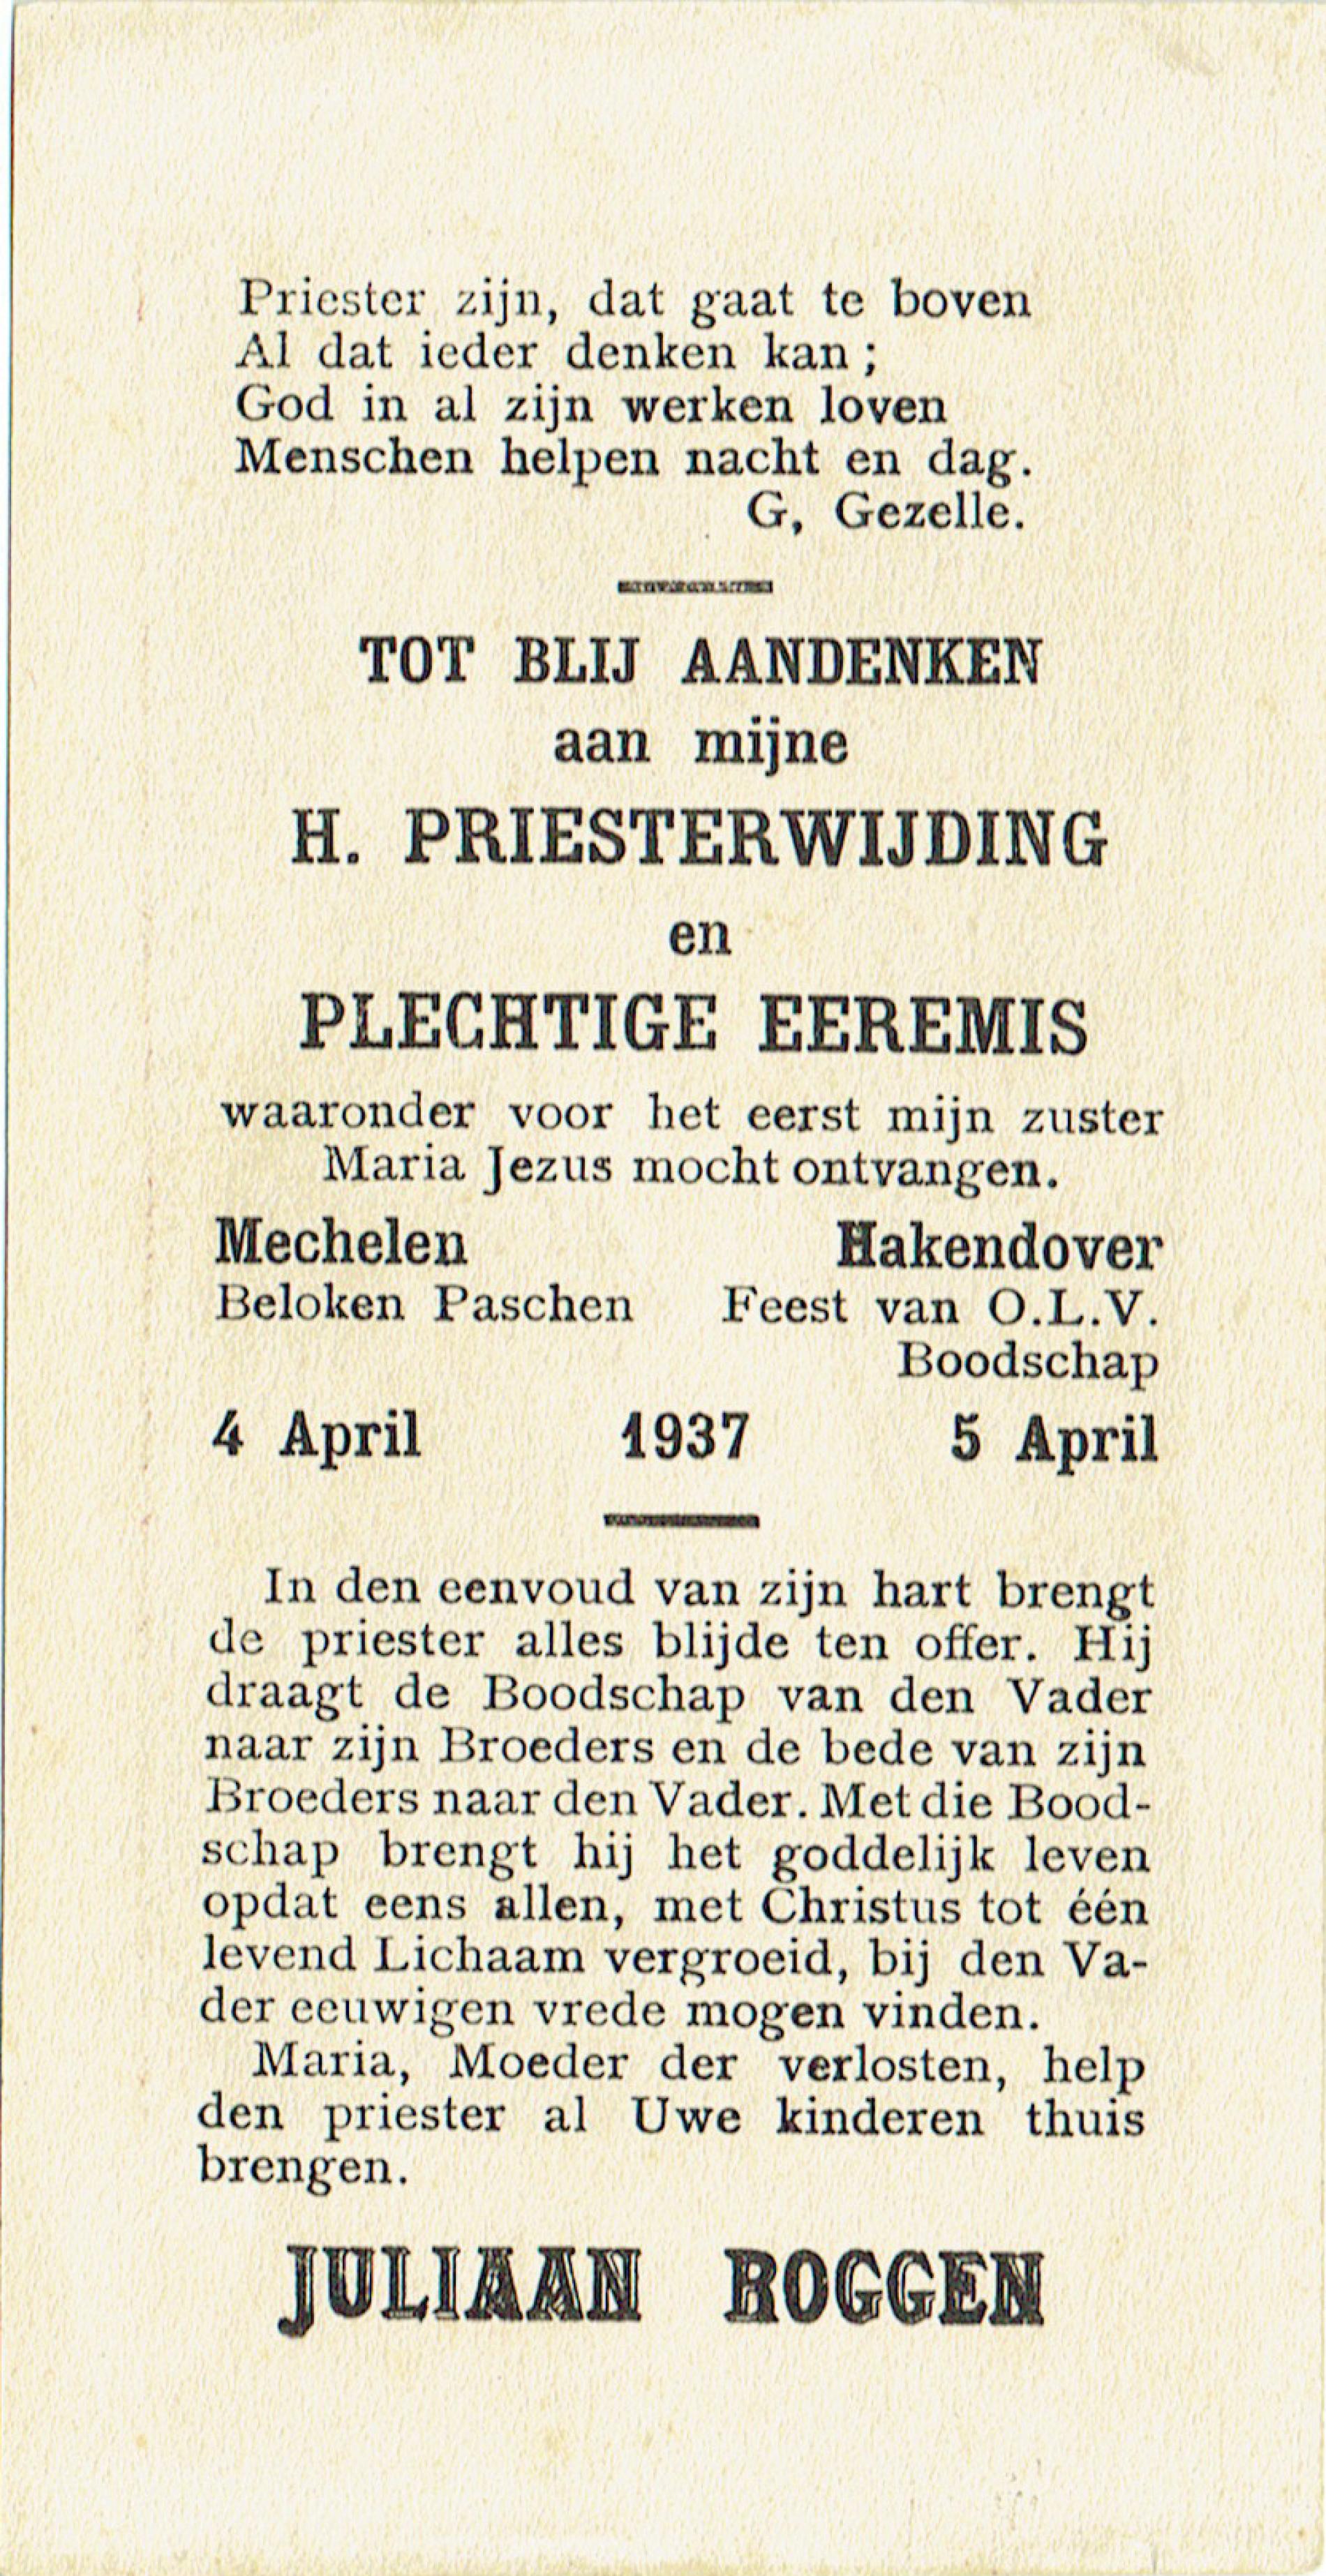 Priester zijn, dat gaat te boven
Al dat ieder denken kan ;
God in al zijn werken loven
Menschen helpen nacht en dag.
G, Gezelle.
TOT BLIJ AANDENKEN
aan mijne
H. PRIESTERWIJDING
en
PLECHTIGE EEREMIS
waaronder voor het eerst mijn zuster
Maria Jezus mocht ontvangen.
Mechelen Hakendover
Beloken Paschen Feest van O.L.V.
Boodschap
4 April 1937 5 April
In den eenvoud van zijn hart brengt
de priester alles blijde ten offer. Hij
draagt de Boodschap van den Vader
naar zijn Broeders en de bede van zijn
Broeders naar den Vader. Met die Bood-
schap brengt hij het goddelijk leven
opdat eens allen, met Christus tot één
levend Lichaam vergroeid, bij den Va-
der eeuwigen vrede mogen vinden.
Maria, Moeder der verlosten, help
den priester al Uwe kinderen thuis
brengen.
JULIAAN ROGGEN